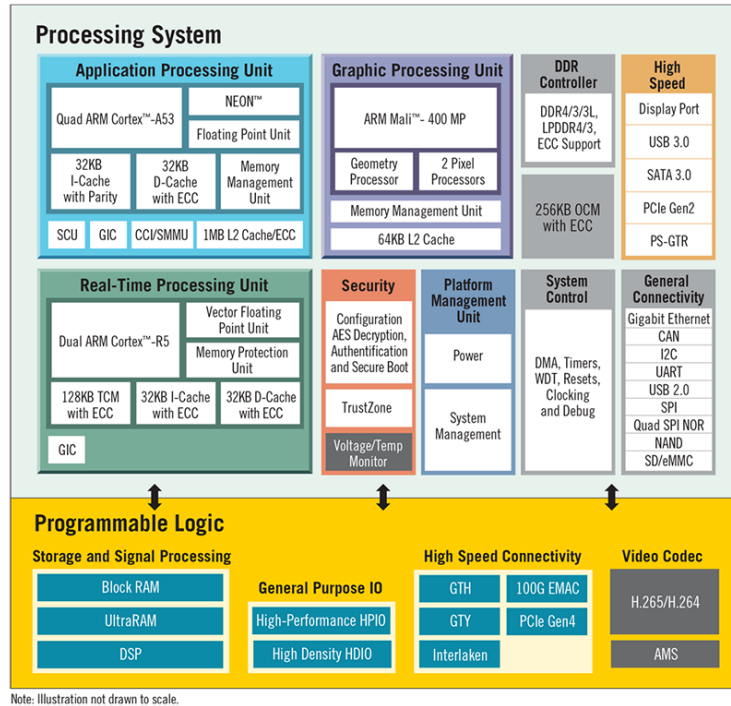 Processing System
Application Processing Unit
Quad ARM Cortex™-A53
NEON™
Floating Point Unit
32KB
I-Cache
with Parity
32KB
D-Cache
with ECC
Memory
Management
Unit
SCU
GIC
CCI/SMMU
1MB L2 Cache/ECC
Graphic Processing Unit
ARM Mali™- 400 MP
Geometry
Processor
2 Pixel
Processors
Memory Management Unit
64KB L2 Cache
DDR
Controller
DDR4/3/3L,
LPDDR4/3,
ECC Support
256KB OCM
with ECC
High
Speed
Display Port
USB 3.0
SATA 3.0
PCIe Gen2
PS-GTR
Real-Time Processing Unit
Dual ARM Cortex™-R5
Vector Floating
Point Unit
Memory Protection
Unit
128KB TCM
with ECC
32KB I-Cache
with ECC
32KB D-Cache
with ECC
GIC
Security
Configuration
AES Decryption,
Authentification
and Secure Boot
TrustZone
Voltage/Temp
Monitor
Platform
Management
Unit
Power
System
Management
System
Control
DMA, Timers,
WDT, Resets,
Clocking
and Debug
General
Connectivity
Gigabit Ethernet
CAN
I2C
UART
USB 2.0
SPI
Quad SPI NOR
NAND
SD/eMMC
Programmable Logic
Storage and Signal Processing
Block RAM
UltraRAM
DSP
General Purpose IO
High-Performance HPIO
High Density HDIO
High Speed Connectivity
GTH
100G EMAC
GTY
PCIe Gen4
Interlaken
Video Codec
H.265/H.264
AMS
Note: Illustration not drawn to scale.